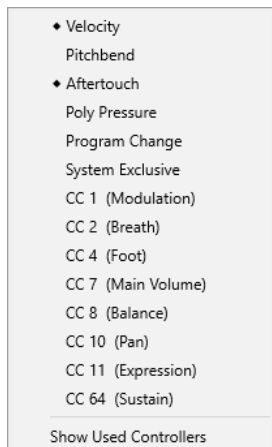 Velocity
Pitchbend
Aftertouch
Poly Pressure
Program Change
System Exclusive
CC 1 (Modulation)
CC 2 (Breath)
CC 4 (Foot)
CC 7 (Main Volume)
CC 8 (Balance)
CC 10 (Pan)
CC 11 (Expression)
CC 64 (Sustain)
Show Used Controllers